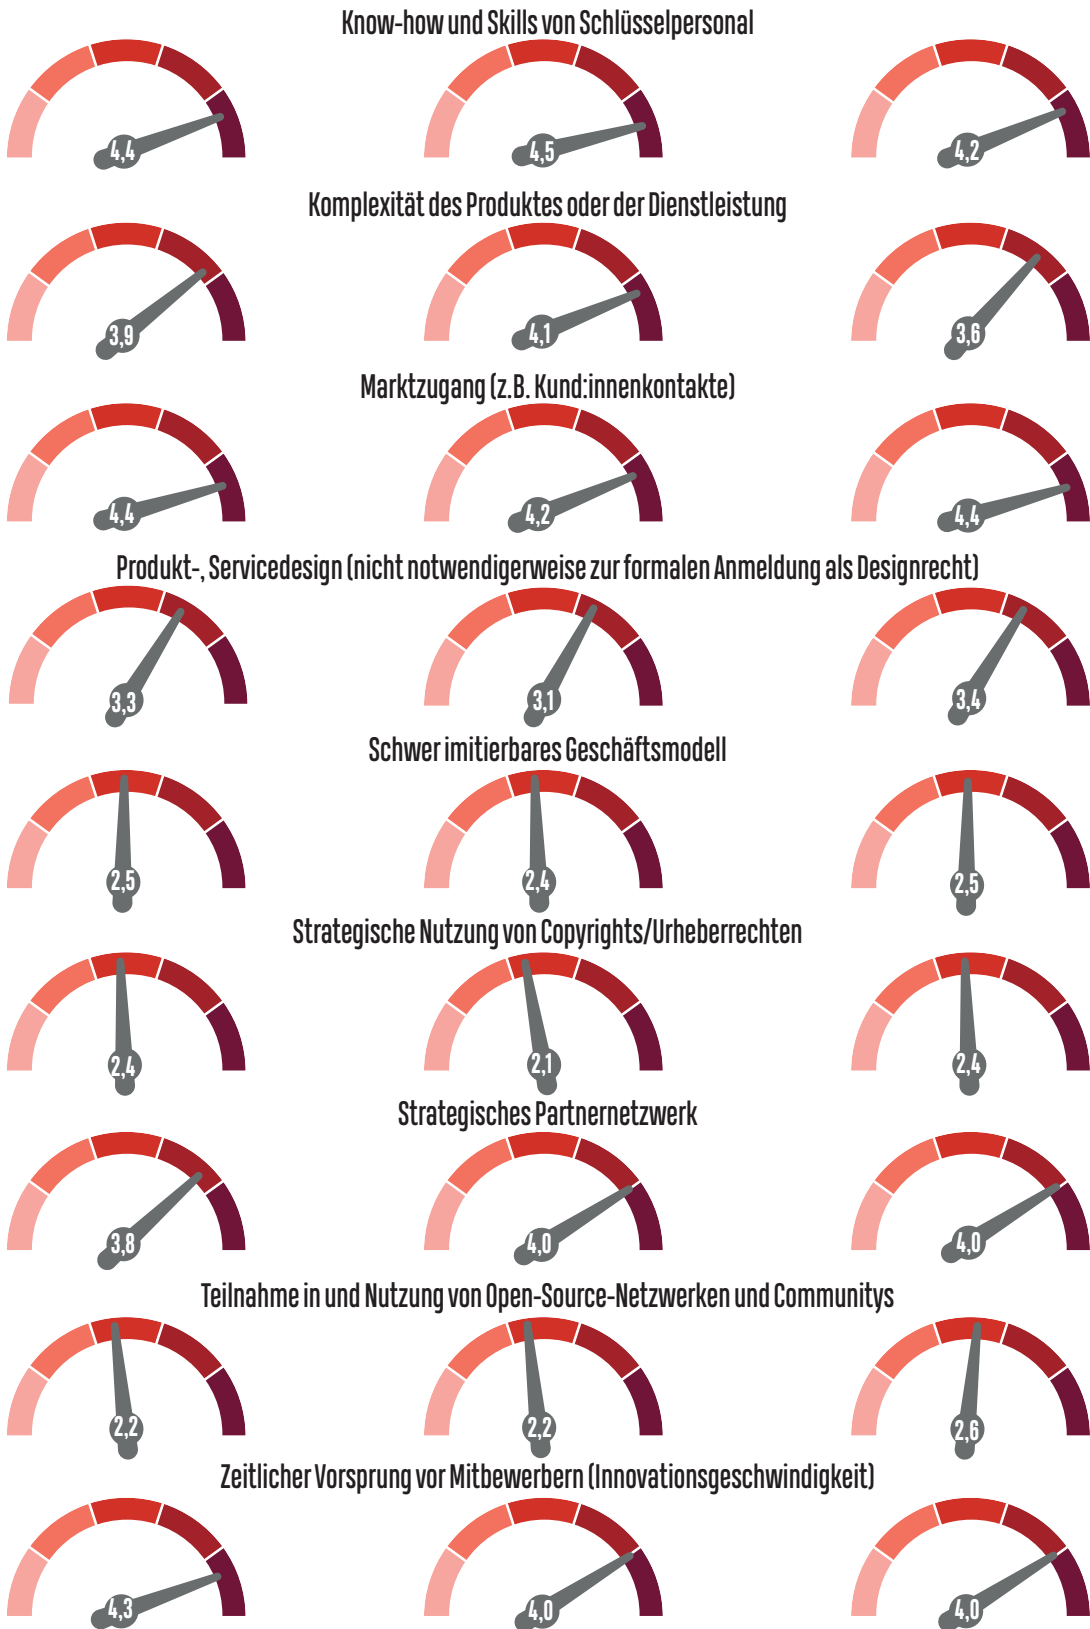 Know-how und Skills von Schlüsselpersonal
4,4 4,5 4,2
Komplexität des Produktes oder der Dienstleistung
3,9 4,1 3,6
Marktzugang (z.B. Kund:innenkontakte)
4,4 4,2 4,4
Produkt-, Servicedesign (nicht notwendigerweise zur formalen Anmeldung als Designrecht)
3,3 3,1 3,4
Schwer imitierbares Geschäftsmodell
2,5 2,4 2,5
Strategische Nutzung von Copyrights/Urheberrechten
2,4 2,1 2,4
Strategisches Partnernetzwerk
3,8 4,0 4,0
Teilnahme in und Nutzung von Open-Source-Netzwerken und Communitys
2,2 2,2 2,6
Zeitlicher Vorsprung vor Mitbewerbern (Innovationsgeschwindigkeit)
4,3 4,0 4,0